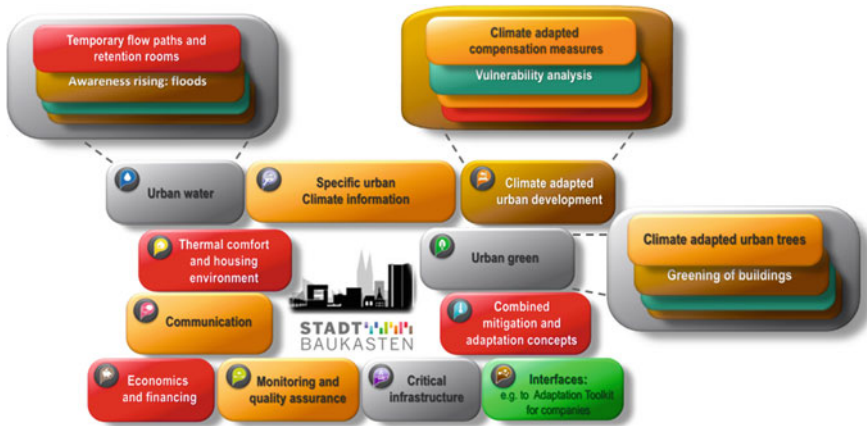 Temporary flow paths and
retention rooms
Awareness rising: floods
Climate adapted
compensation measures
Vulnerability analysis
Urban water
Specific urban
Climate information
Climate adapted
urban development
Thermal comfort
and housing
environment
Urban green
Climate adapted urban trees
Greening of buildings
Communication
STADT
BAUKASTEN
Combined
mitigation and
adaptation concepts
Economics
and financing
Monitoring and
quality assurance
Critical
infrastructure
Interfaces:
e.g. to Adaptation Toolkit
for companies